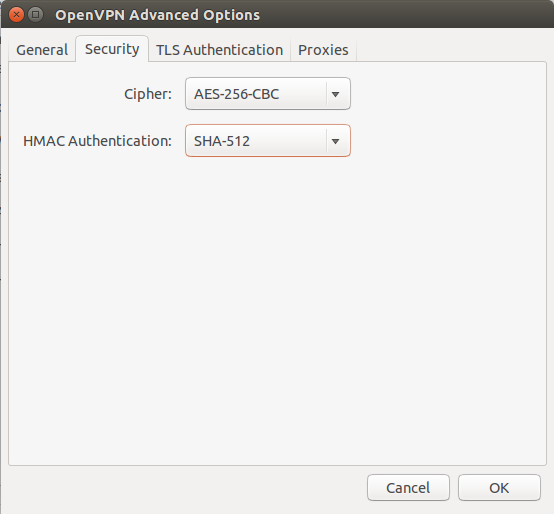 OpenVPN Advanced Options
General Security TLS Authentication Proxies
Cipher: AES-256-CBC
HMAC Authentication: SHA-512
Cancel OK